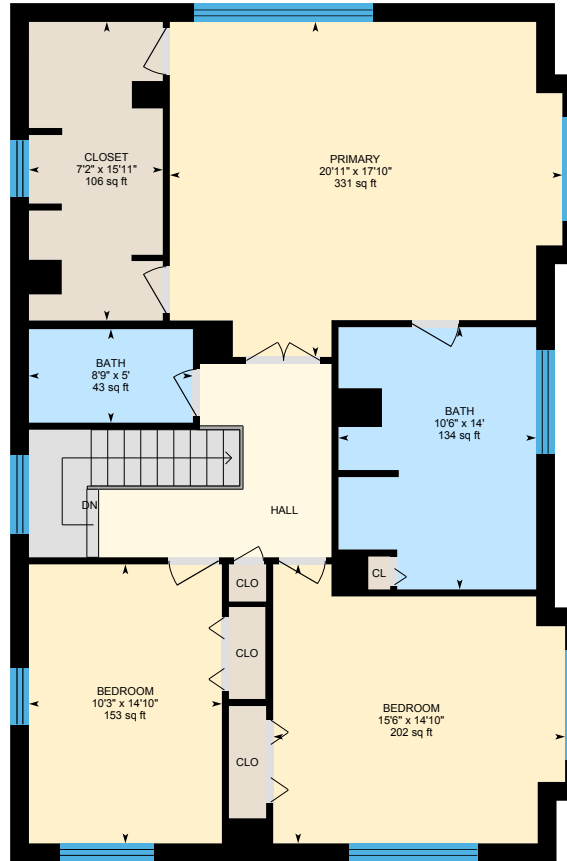 CLOSET
7'2" x 15'11"
106 sq ft
PRIMARY
20'11" x 17'10"
331 sq ft
BATH
8'9" x 5'
43 sq ft
BATH
10'6" x 14'
134 sq ft
DN
HALL
CLO
CL
CLO
BEDROOM
10'3" x 14'10"
153 sq ft
BEDROOM
15'6" x 14'10"
202 sq ft
CLO